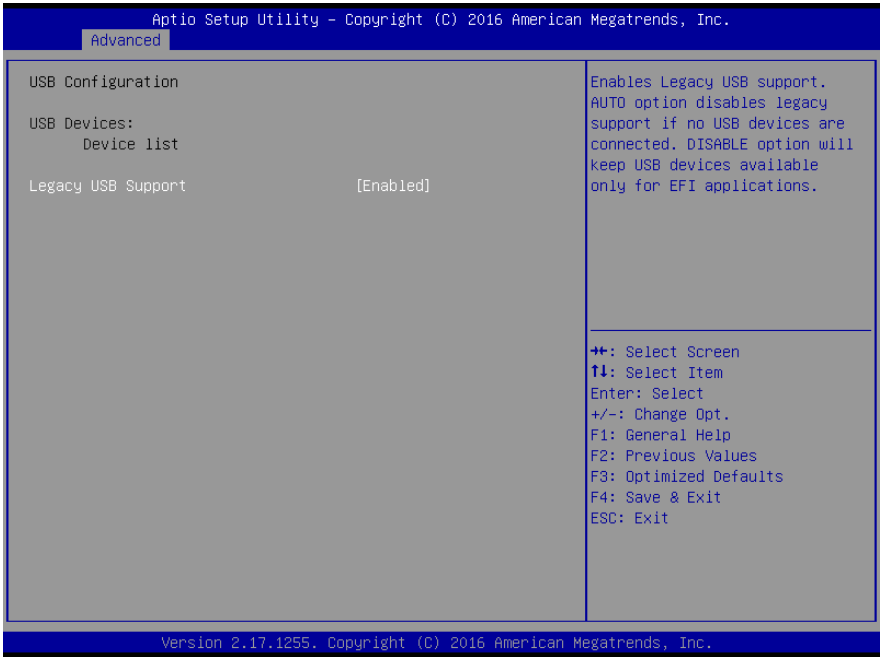 Aptio Setup Utility – Copyright (C) 2016 American Megatrends, Inc.
Advanced
USB Configuration
USB Devices:
Device list
Legacy USB Support [Enabled]
Enables Legacy USB support.
AUTO option disables legacy
support if no USB devices are
connected. DISABLE option will
keep USB devices available
only for EFI applications.
→←: Select Screen
↑↓: Select Item
Enter: Select
+/-: Change Opt.
F1: General Help
F2: Previous Values
F3: Optimized Defaults
F4: Save & Exit
ESC: Exit
Version 2.17.1255. Copyright (C) 2016 American Megatrends, Inc.